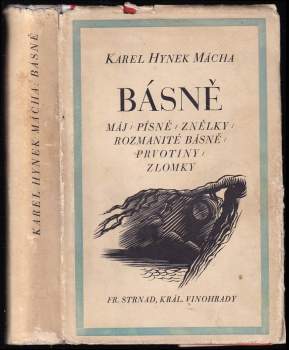 KAREL HYNEK MÁCHA: BÁSNĚ
KAREL HYNEK MÁCHA
BÁSNĚ
MÁJ / PÍSNĚ / ZNĚLKY /
ROZMANITÉ BÁSNĚ /
PRVOTINY /
ZLOMKY
FR. STRNAD, KRÁL. VINOHRADY